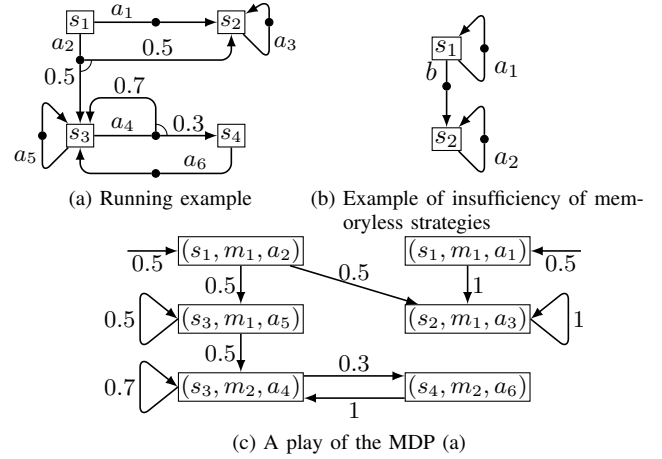 s₁ a₁ s₂
a₂ a₃
0.5
0.5
0.7
s₃ a₄ 0.3 s₄
a₅ a₆
(a) Running example
s₁
b a₁
s₂
a₂
(b) Example of insufficiency of mem-
oryless strategies
0.5 (s₁, m₁, a₂) (s₁, m₁, a₁) 0.5
0.5 0.5 1
0.5 (s₃, m₁, a₅) (s₂, m₁, a₃) 1
0.5
0.7 (s₃, m₂, a₄) 0.3 (s₄, m₂, a₆)
1
(c) A play of the MDP (a)